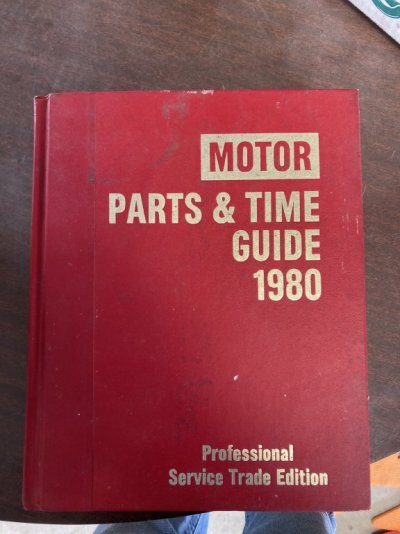 MOTOR
PARTS & TIME
GUIDE
1980
Professional
Service Trade Edition